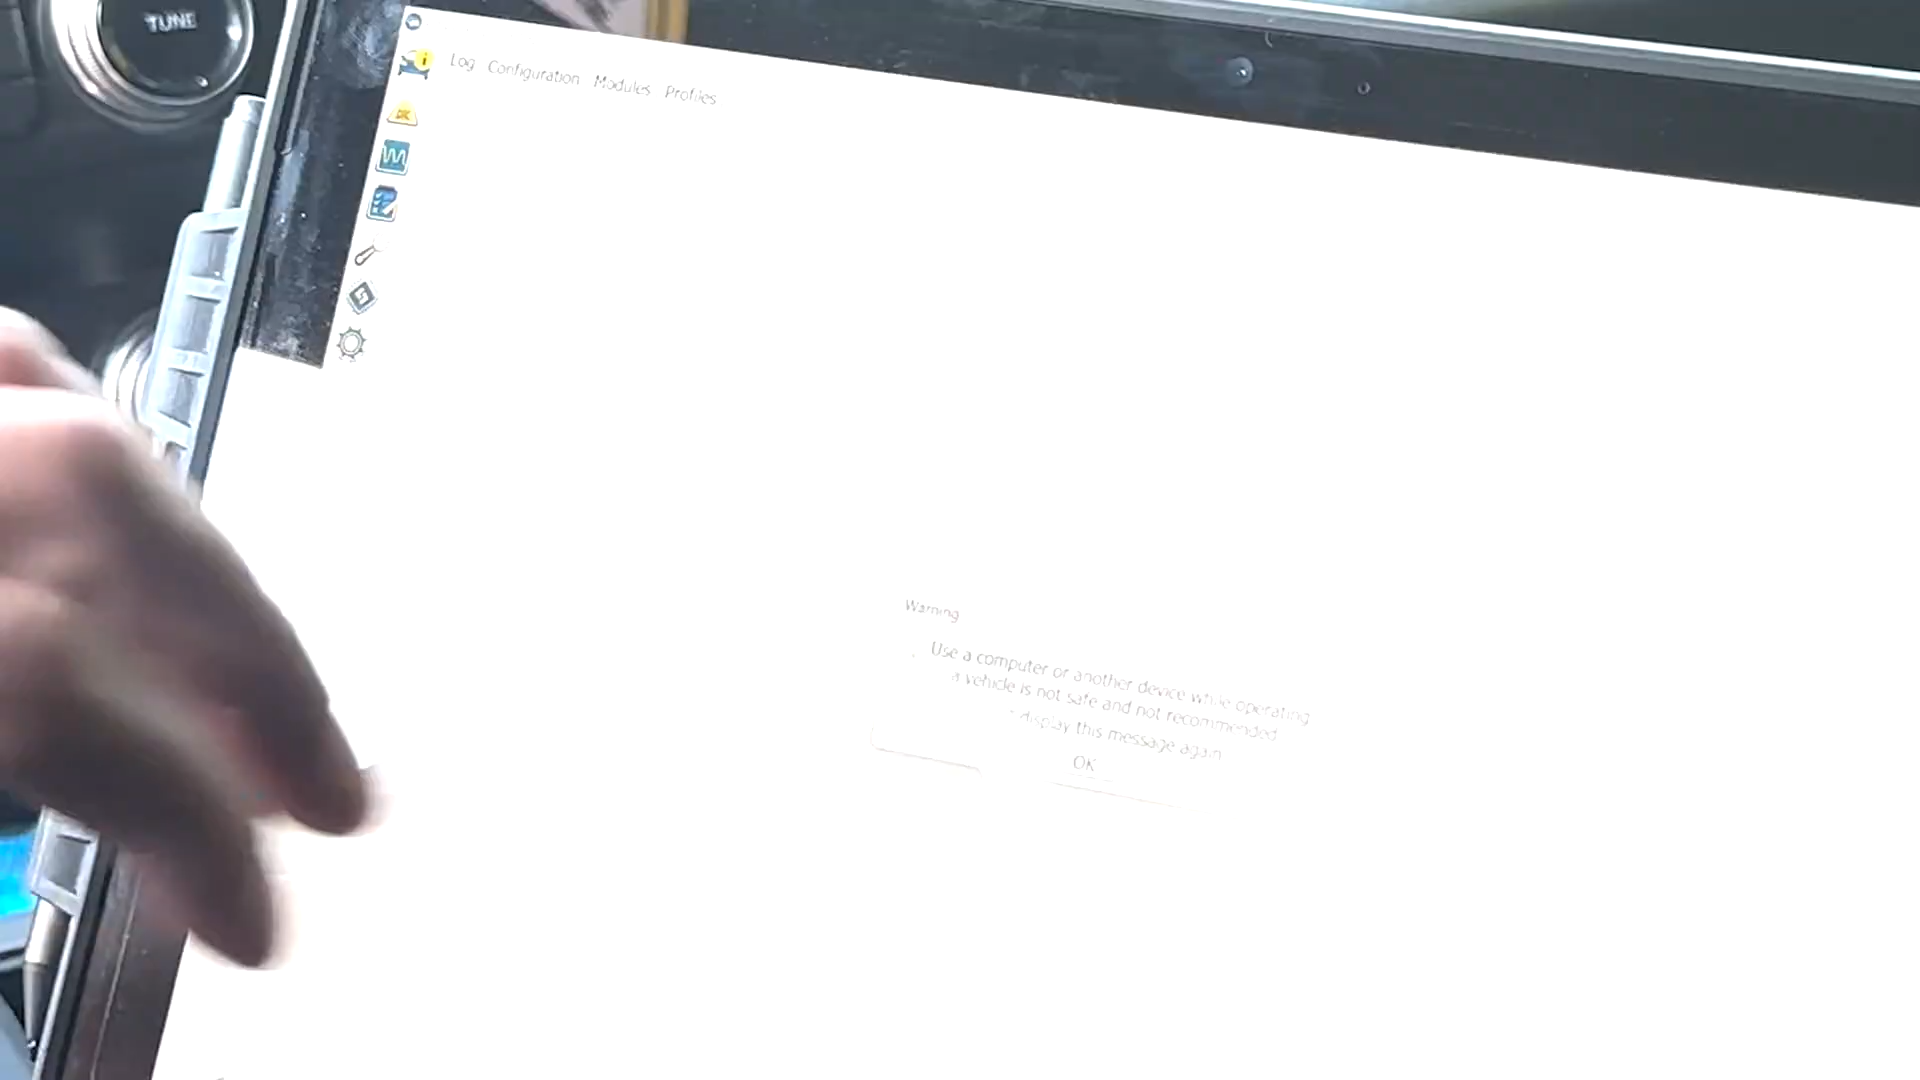 TUNE
Log Configuration Modules Profiles
DTC
Warning
Use a computer or another device while operating
a vehicle is not safe and not recommended
display this message again
OK